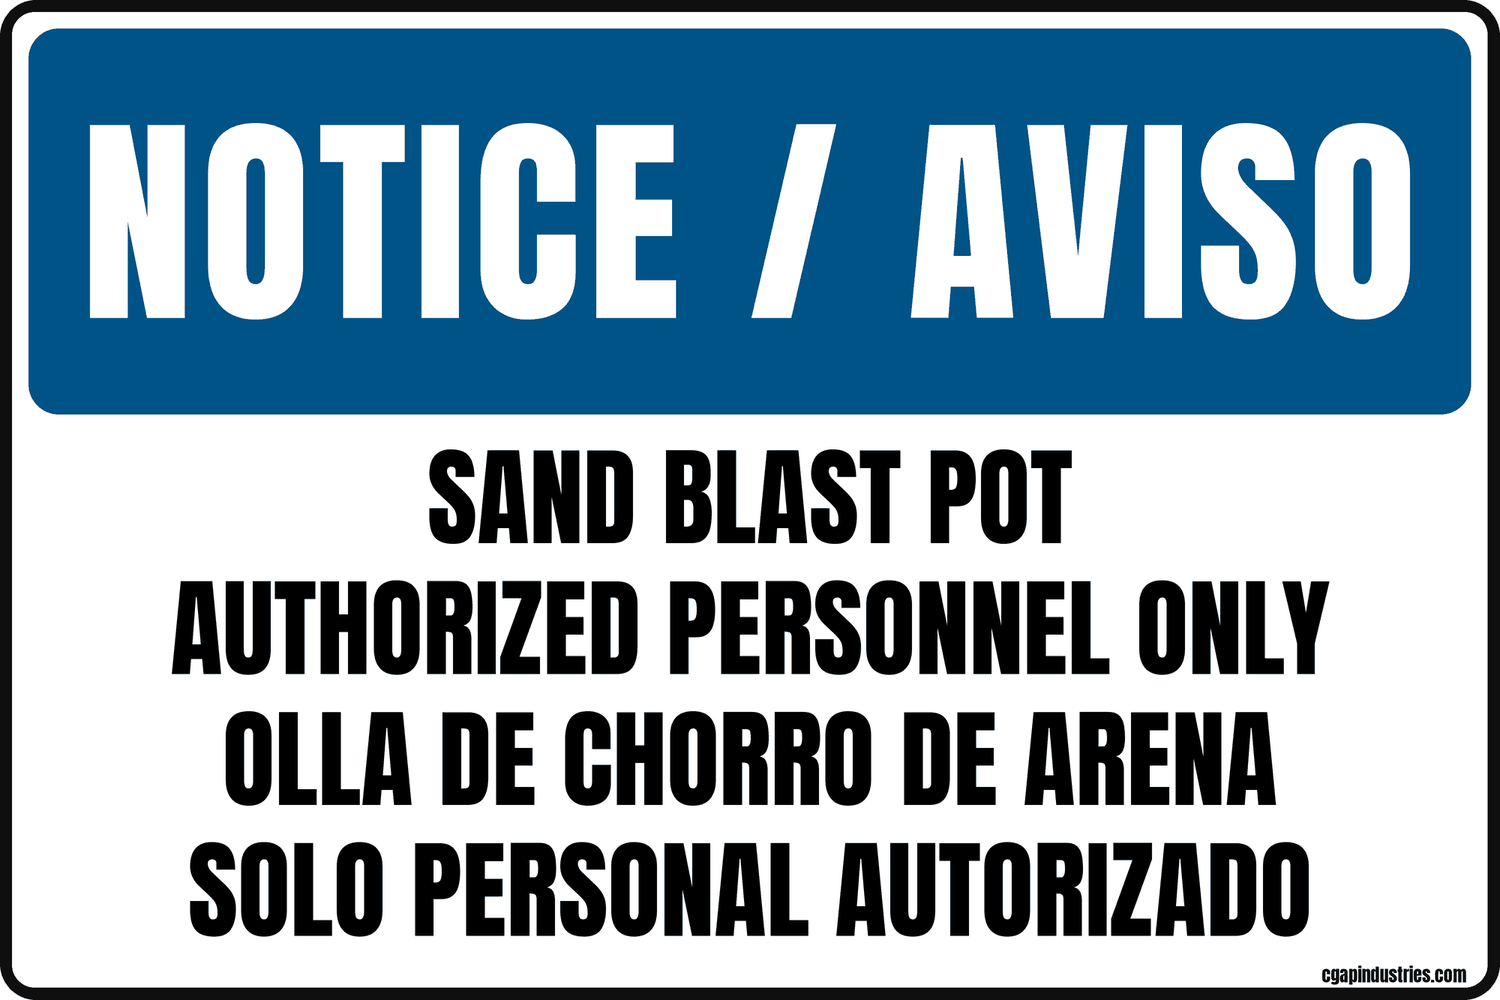 NOTICE / AVISO
SAND BLAST POT
AUTHORIZED PERSONNEL ONLY
OLLA DE CHORRO DE ARENA
SOLO PERSONAL AUTORIZADO
cgapindustries.com